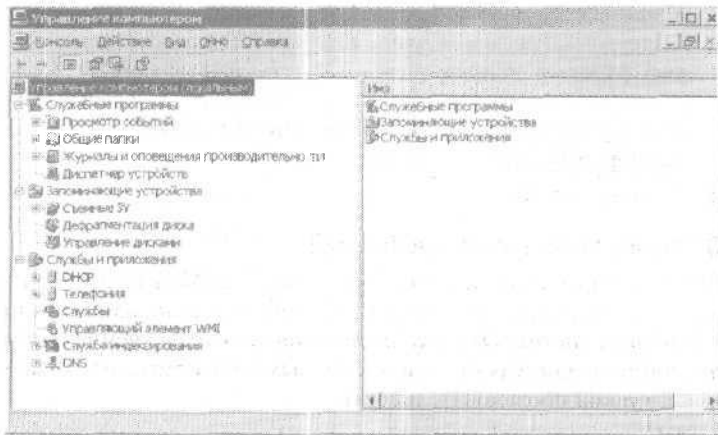 Управление компьютером
Консоль Действие Вид Окно Справка
Управление компьютером (локальным)
Служебные программы
Просмотр событий
Общие папки
Журналы и оповещения производительности
Диспетчер устройств
Запоминающие устройства
Съемные ЗУ
Дефрагментация диска
Управление дисками
Службы и приложения
DHCP
Телефония
Службы
Управляющий элемент WMI
Служба индексирования
DNS
Имя
Служебные программы
Запоминающие устройства
Службы и приложения